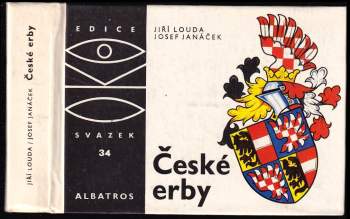 JIŘÍ LOUDA / JOSEF JANÁČEK České erby
EDICE
SVAZEK
34
ALBATROS
JIŘÍ LOUDA
JOSEF JANÁČEK
České
erby